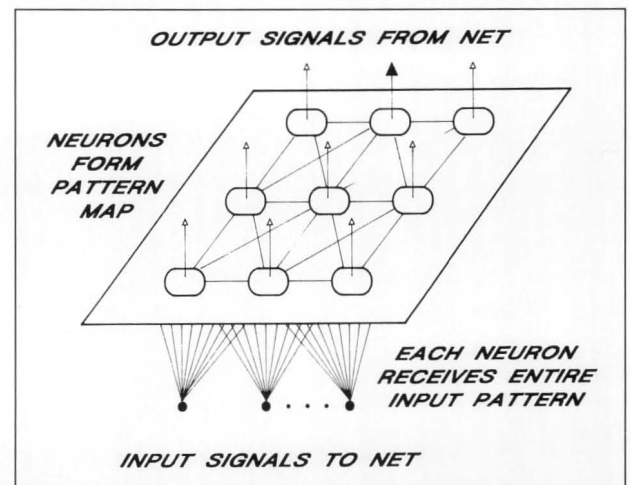 OUTPUT SIGNALS FROM NET
NEURONS
FORM
PATTERN
MAP
EACH NEURON
RECEIVES ENTIRE
INPUT PATTERN
INPUT SIGNALS TO NET